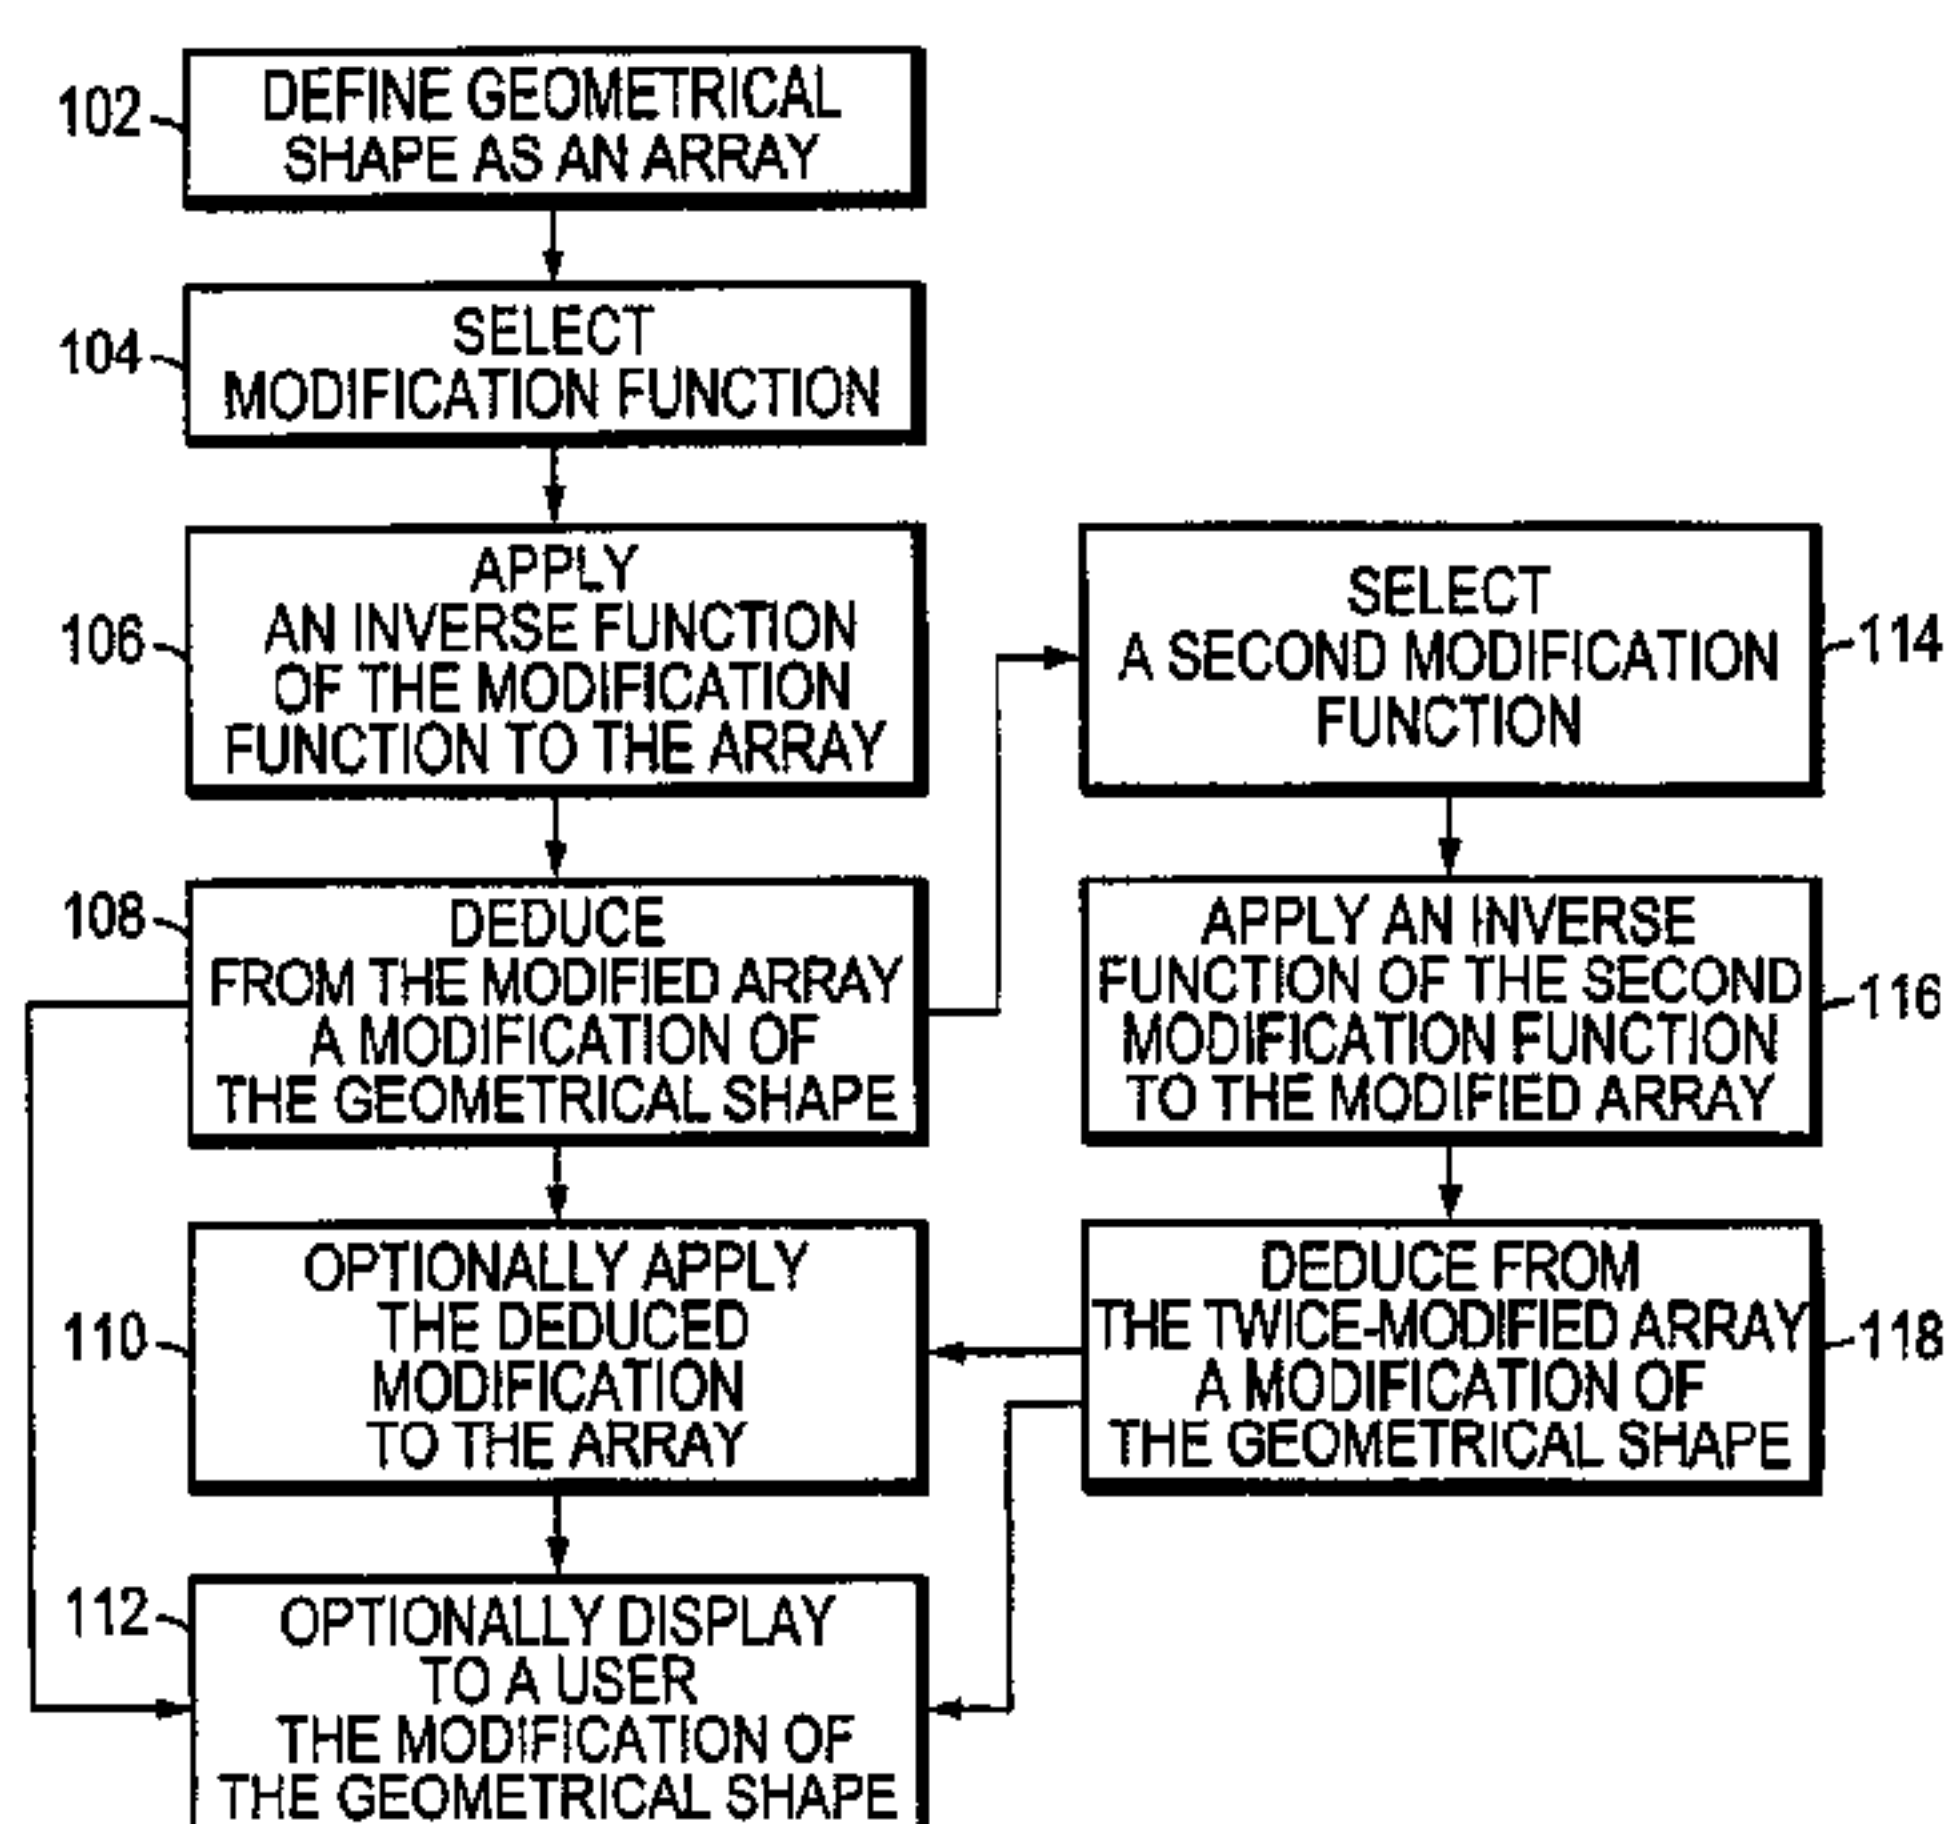 102
DEFINE GEOMETRICAL
SHAPE AS AN ARRAY
104
SELECT
MODIFICATION FUNCTION
106
APPLY
AN INVERSE FUNCTION
OF THE MODIFICATION
FUNCTION TO THE ARRAY
108
DEDUCE
FROM THE MODIFIED ARRAY
A MODIFICATION OF
THE GEOMETRICAL SHAPE
110
OPTIONALLY APPLY
THE DEDUCED
MODIFICATION
TO THE ARRAY
112
OPTIONALLY DISPLAY
TO A USER
THE MODIFICATION OF
THE GEOMETRICAL SHAPE
SELECT
A SECOND MODIFICATION
FUNCTION
114
APPLY AN INVERSE
FUNCTION OF THE SECOND
MODIFICATION FUNCTION
TO THE MODIFIED ARRAY
116
DEDUCE FROM
THE TWICE-MODIFIED ARRAY
A MODIFICATION OF
THE GEOMETRICAL SHAPE
118